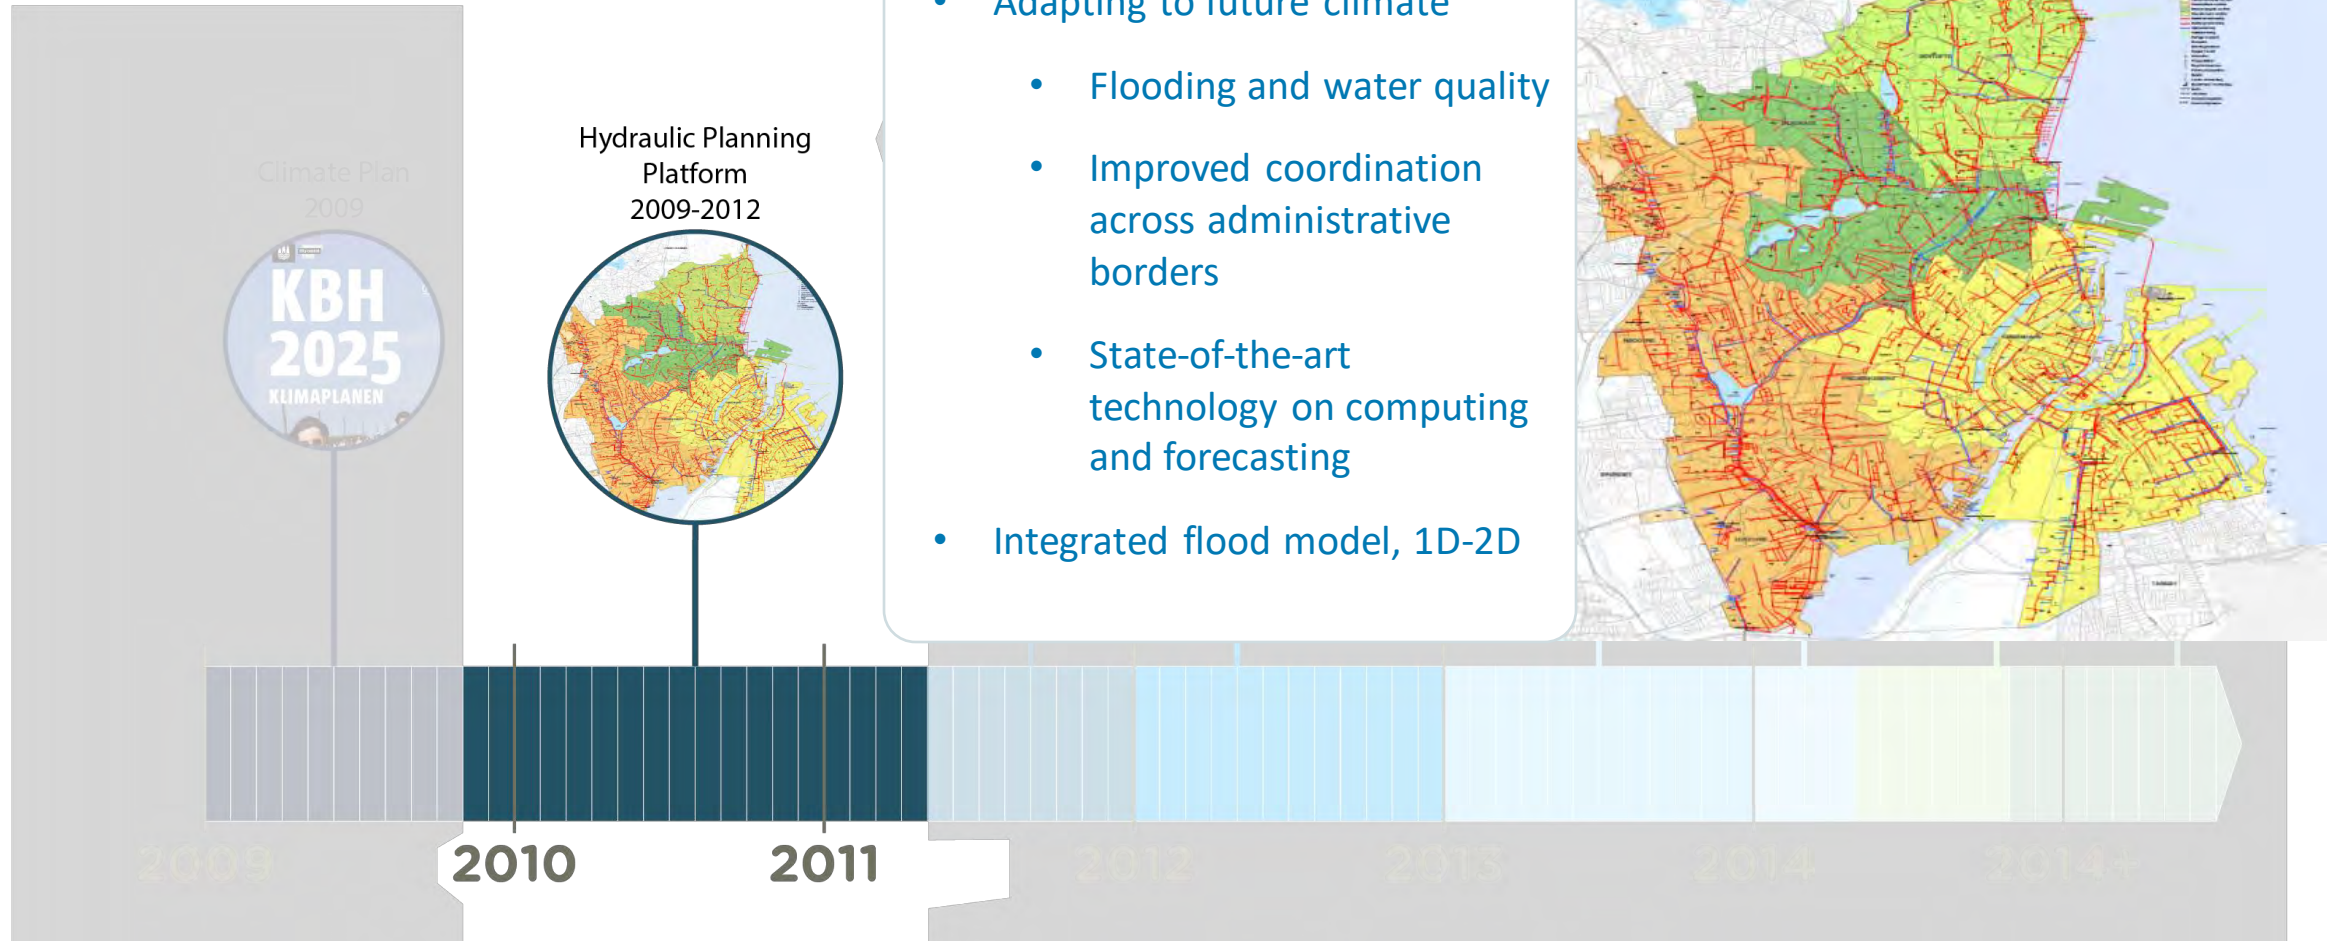 • Adapting to future climate
• Flooding and water quality
• Improved coordination
across administrative
borders
• State-of-the-art
technology on computing
and forecasting
• Integrated flood model, 1D-2D
Hydraulic Planning
Platform
2009-2012
Climate Plan
2009
KBH
2025
KLIMAPLANEN
2009
2010
2011
2012
2013
2014
2014+